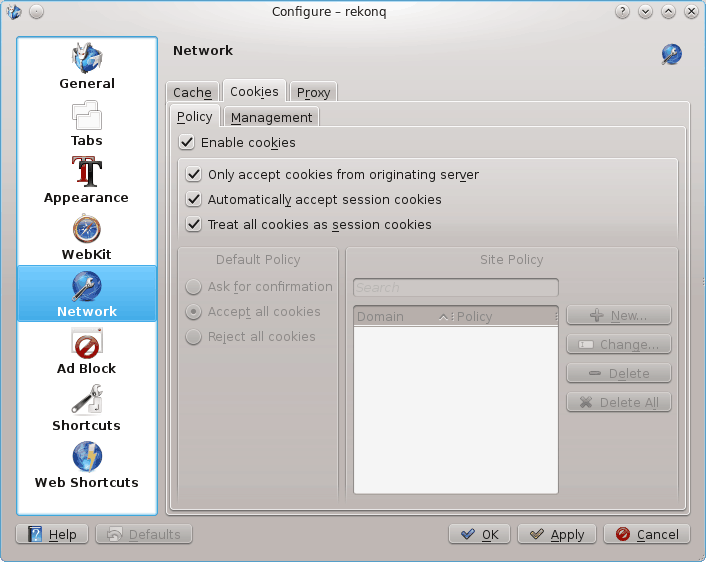 Configure – rekonq
General
Tabs
Appearance
WebKit
Network
Ad Block
Shortcuts
Web Shortcuts
Network
Cache
Cookies
Proxy
Policy
Management
Enable cookies
Only accept cookies from originating server
Automatically accept session cookies
Treat all cookies as session cookies
Default Policy
Ask for confirmation
Accept all cookies
Reject all cookies
Site Policy
Search
Domain
Policy
New...
Change...
Delete
Delete All
Help
Defaults
OK
Apply
Cancel